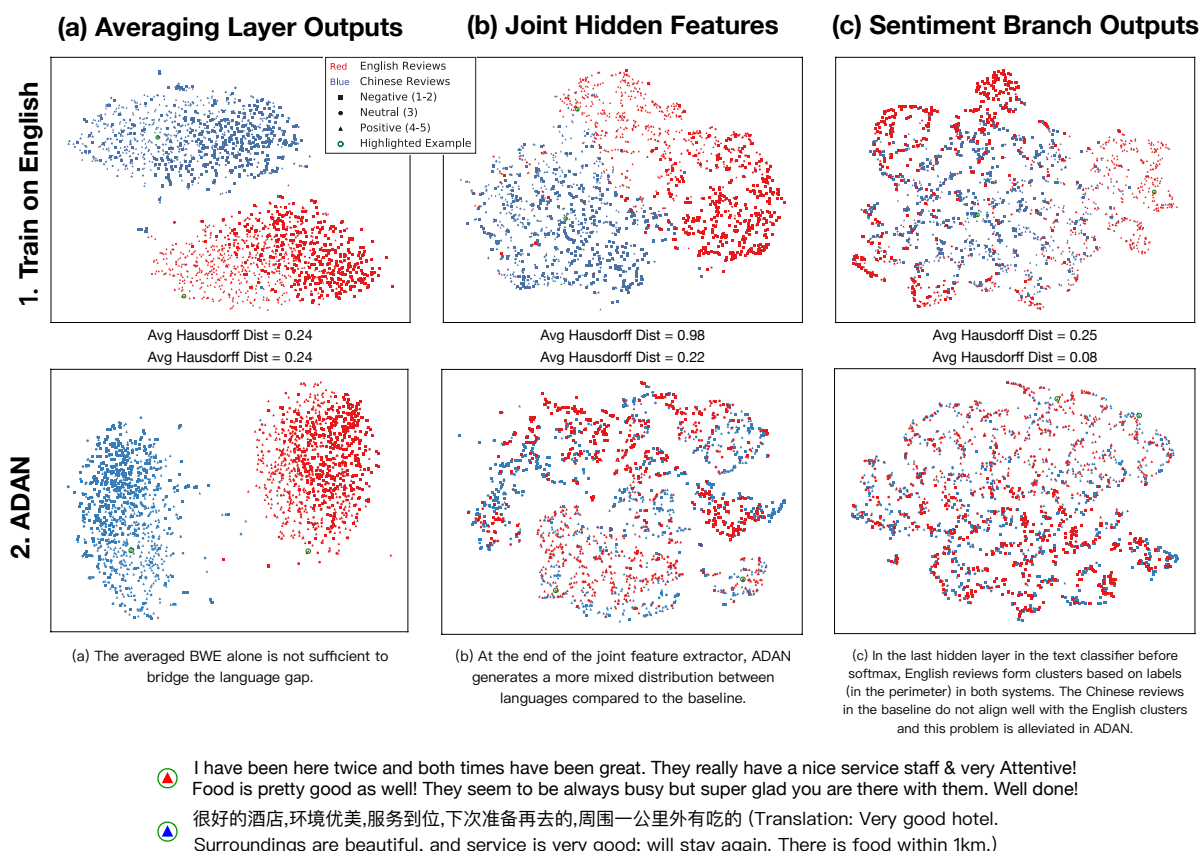 (a) Averaging Layer Outputs
(b) Joint Hidden Features
(c) Sentiment Branch Outputs
1. Train on English
Red English Reviews
Blue Chinese Reviews
Negative (1-2)
Neutral (3)
Positive (4-5)
Highlighted Example
Avg Hausdorff Dist = 0.24
Avg Hausdorff Dist = 0.98
Avg Hausdorff Dist = 0.25
Avg Hausdorff Dist = 0.24
Avg Hausdorff Dist = 0.22
Avg Hausdorff Dist = 0.08
2. ADAN
(a) The averaged BWE alone is not sufficient to
bridge the language gap.
(b) At the end of the joint feature extractor, ADAN
generates a more mixed distribution between
languages compared to the baseline.
(c) In the last hidden layer in the text classifier before
softmax, English reviews form clusters based on labels
(in the perimeter) in both systems. The Chinese reviews
in the baseline do not align well with the English clusters
and this problem is alleviated in ADAN.
I have been here twice and both times have been great. They really have a nice service staff & very Attentive!
Food is pretty good as well! They seem to be always busy but super glad you are there with them. Well done!
很好的酒店,环境优美,服务到位,下次准备再去的,周围一公里外有吃的 (Translation: Very good hotel.
Surroundings are beautiful, and service is very good; will stay again. There is food within 1km.)